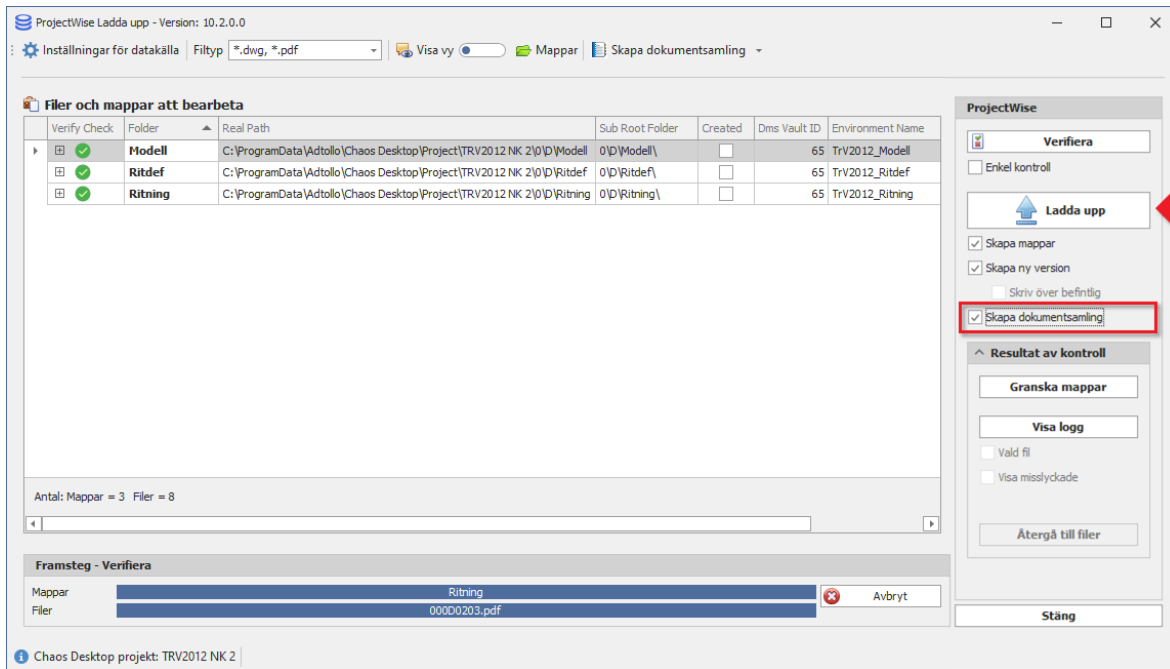 ProjectWise Ladda upp - Version: 10.2.0.0
Inställningar för datakälla Filtyp *.dwg, *.pdf Visa vy Mappar Skapa dokumentsamling
Filer och mappar att bearbeta
Verify Check Folder Real Path Sub Root Folder Created Dms Vault ID Environment Name
Modell C:\ProgramData\Adtollo\Chaos Desktop\Project\TRV2012 NK 2\0\D\Modell 0\D\Modell\ 65 TrV2012_Modell
Ritdef C:\ProgramData\Adtollo\Chaos Desktop\Project\TRV2012 NK 2\0\D\Ritdef 0\D\Ritdef\ 65 TrV2012_Ritdef
Ritning C:\ProgramData\Adtollo\Chaos Desktop\Project\TRV2012 NK 2\0\D\Ritning 0\D\Ritning\ 65 TrV2012_Ritning
Antal: Mappar = 3 Filer = 8
Framsteg - Verifiera
Mappar Ritning
Filer 000D0203.pdf
Avbryt
ProjectWise
Verifiera
Enkel kontroll
Ladda upp
Skapa mappar
Skapa ny version
Skriv över befintlig
Skapa dokumentsamling
Resultat av kontroll
Granska mappar
Visa logg
Vald fil
Visa misslyckade
Återgå till filer
Stäng
Chaos Desktop projekt: TRV2012 NK 2